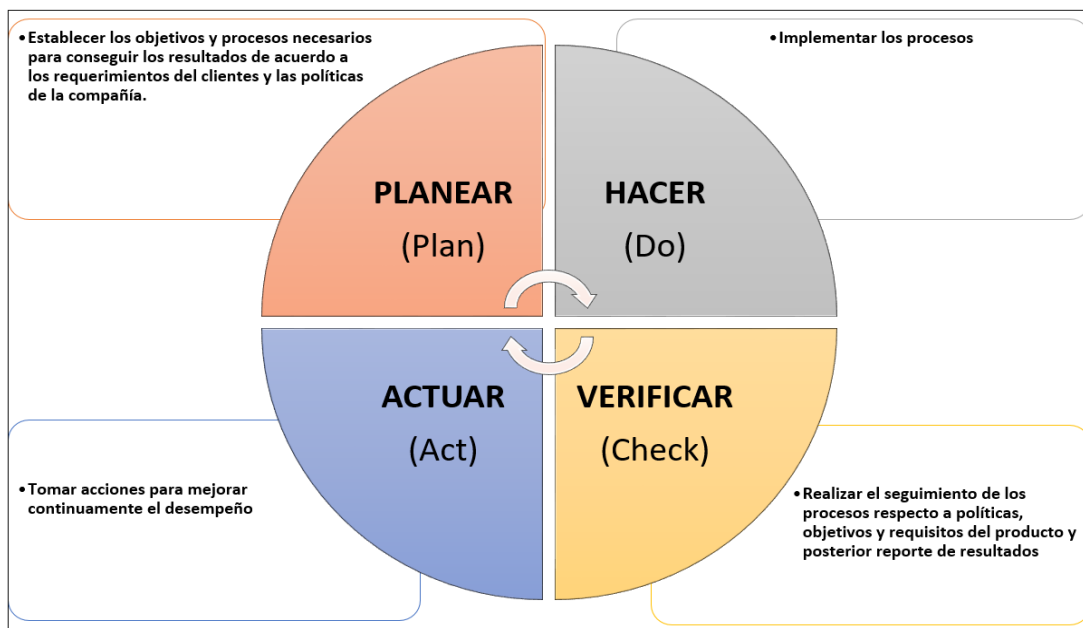 •Establecer los objetivos y procesos necesarios
para conseguir los resultados de acuerdo a
los requerimientos del clientes y las políticas
de la compañía.
•Implementar los procesos
PLANEAR
(Plan)
HACER
(Do)
ACTUAR
(Act)
VERIFICAR
(Check)
•Tomar acciones para mejorar
continuamente el desempeño
•Realizar el seguimiento de los
procesos respecto a políticas,
objetivos y requisitos del producto y
posterior reporte de resultados